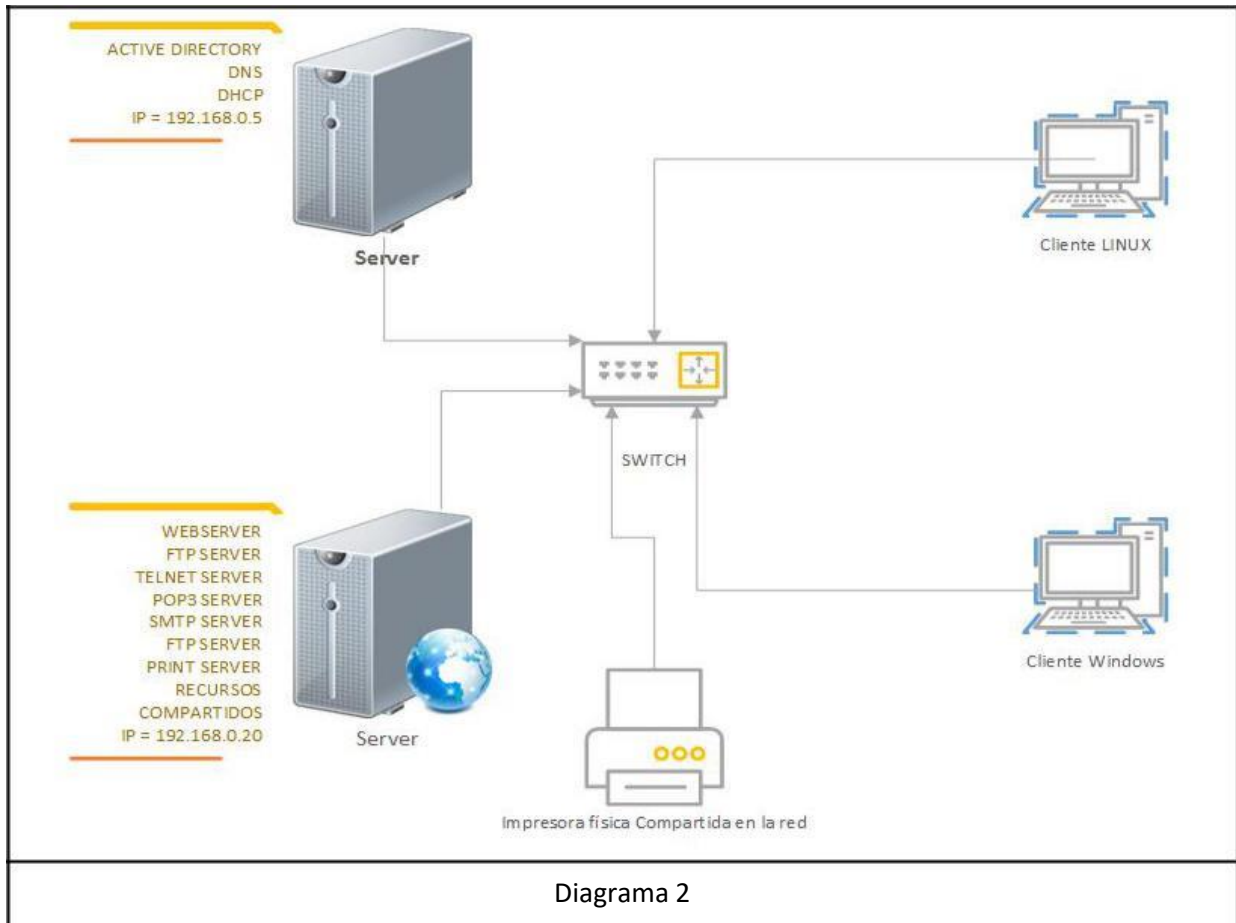 ACTIVE DIRECTORY
DNS
DHCP
IP = 192.168.0.5
Server
Cliente LINUX
SWITCH
WEBSERVER
FTP SERVER
TELNET SERVER
POP3 SERVER
SMTP SERVER
FTP SERVER
PRINT SERVER
RECURSOS
COMPARTIDOS
IP = 192.168.0.20
Server
Cliente Windows
Impresora física Compartida en la red
Diagrama 2